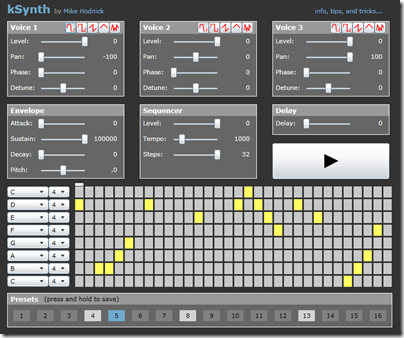 kSynth by Mike Hodnick
info, tips, and tricks...
Voice 1
Level: 0
Pan: -100
Phase: 0
Detune: 0
Voice 2
Level: 0
Pan: 0
Phase: 0
Detune: 0
Voice 3
Level: 0
Pan: 100
Phase: 0
Detune: 0
Envelope
Attack: 0
Sustain: 100000
Decay: 0
Pitch: .0
Sequencer
Level: 0
Tempo: 1000
Steps: 32
Delay
Delay: 0
C 4
D 4
E 4
F 4
G 4
A 4
B 4
C 4
Presets (press and hold to save)
1 2 3 4 5 6 7 8 9 10 11 12 13 14 15 16